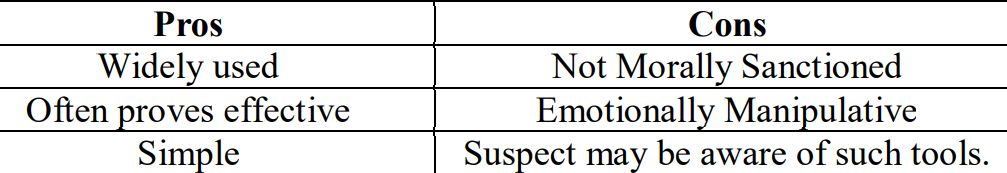 Pros Cons
Widely used Not Morally Sanctioned
Often proves effective Emotionally Manipulative
Simple Suspect may be aware of such tools.